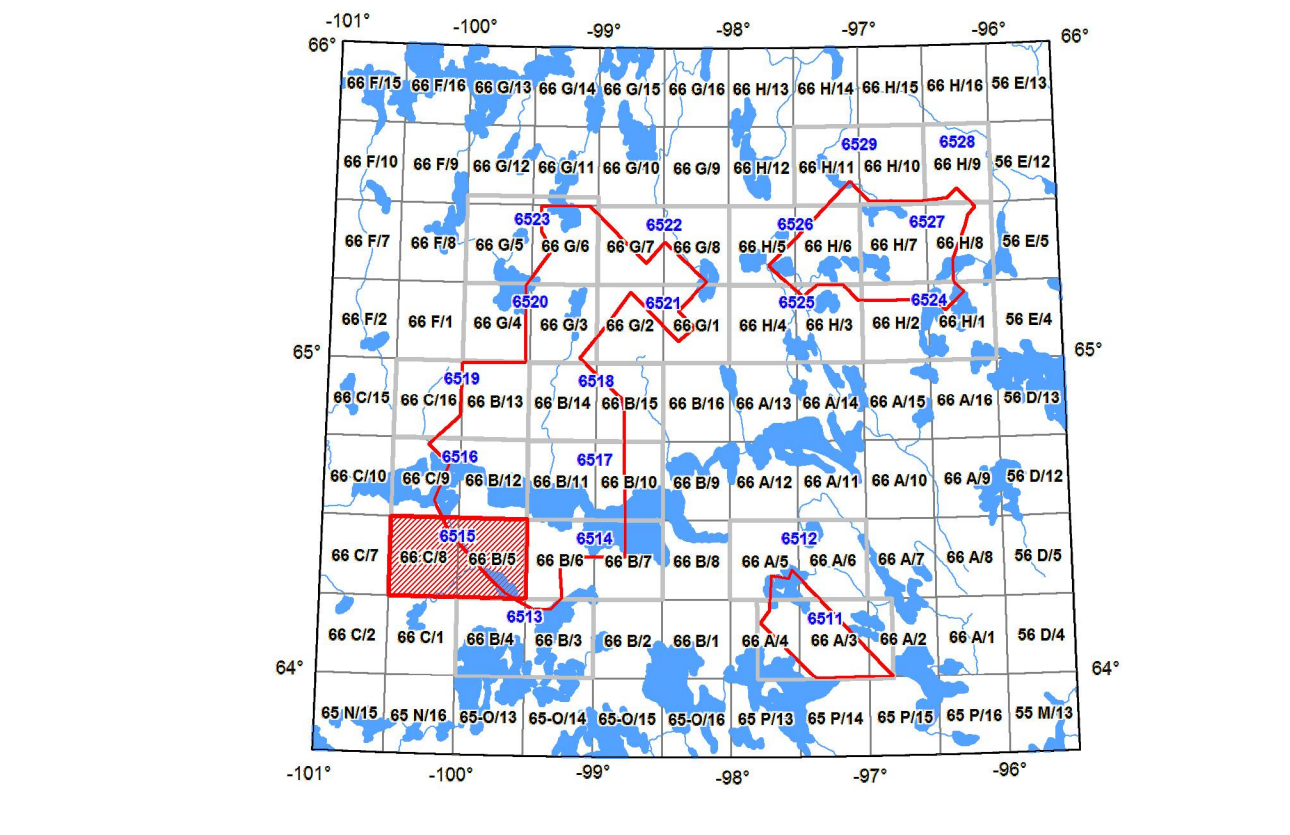 -101° -100° -99° -98° -97° -96°
66° 66°
66 F/15 66 F/16 66 G/13 66 G/14 66 G/15 66 G/16 66 H/13 66 H/14 66 H/15 66 H/16 56 E/13
6529 6528
66 F/10 66 F/9 66 G/12 66 G/11 66 G/10 66 G/9 66 H/12 66 H/11 66 H/10 66 H/9 56 E/12
6523 6522 6526 6527
66 F/7 66 F/8 66 G/5 66 G/6 66 G/7 66 G/8 66 H/5 66 H/6 66 H/7 66 H/8 56 E/5
6520 6521 6525 6524
66 F/2 66 F/1 66 G/4 66 G/3 66 G/2 66 G/1 66 H/4 66 H/3 66 H/2 66 H/1 56 E/4
65° 65°
6519 6518
66 C/15 66 C/16 66 B/13 66 B/14 66 B/15 66 B/16 66 A/13 66 A/14 66 A/15 66 A/16 56 D/13
6516 6517
66 C/10 66 C/9 66 B/12 66 B/11 66 B/10 66 B/9 66 A/12 66 A/11 66 A/10 66 A/9 56 D/12
6515 6514 6512
66 C/7 66 C/8 66 B/5 66 B/6 66 B/7 66 B/8 66 A/5 66 A/6 66 A/7 66 A/8 56 D/5
6513 6511
66 C/2 66 C/1 66 B/4 66 B/3 66 B/2 66 B/1 66 A/4 66 A/3 66 A/2 66 A/1 56 D/4
64° 64°
65 N/15 65 N/16 65-O/13 65-O/14 65-O/15 65-O/16 65 P/13 65 P/14 65 P/15 65 P/16 55 M/13
-101° -100° -99° -98° -97° -96°